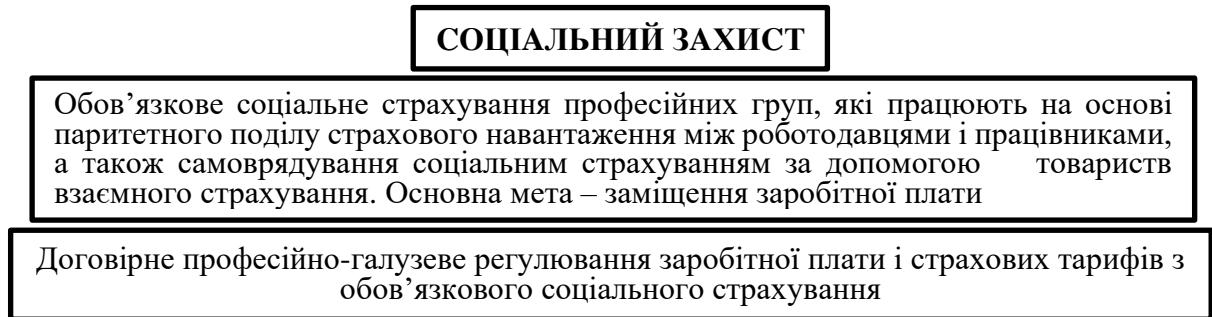 СОЦІАЛЬНИЙ ЗАХИСТ
Обов’язкове соціальне страхування професійних груп, які працюють на основі
паритетного поділу страхового навантаження між роботодавцями і працівниками,
а також самоврядування соціальним страхуванням за допомогою товариств
взаємного страхування. Основна мета – заміщення заробітної плати
Договірне професійно-галузеве регулювання заробітної плати і страхових тарифів з
обов’язкового соціального страхування